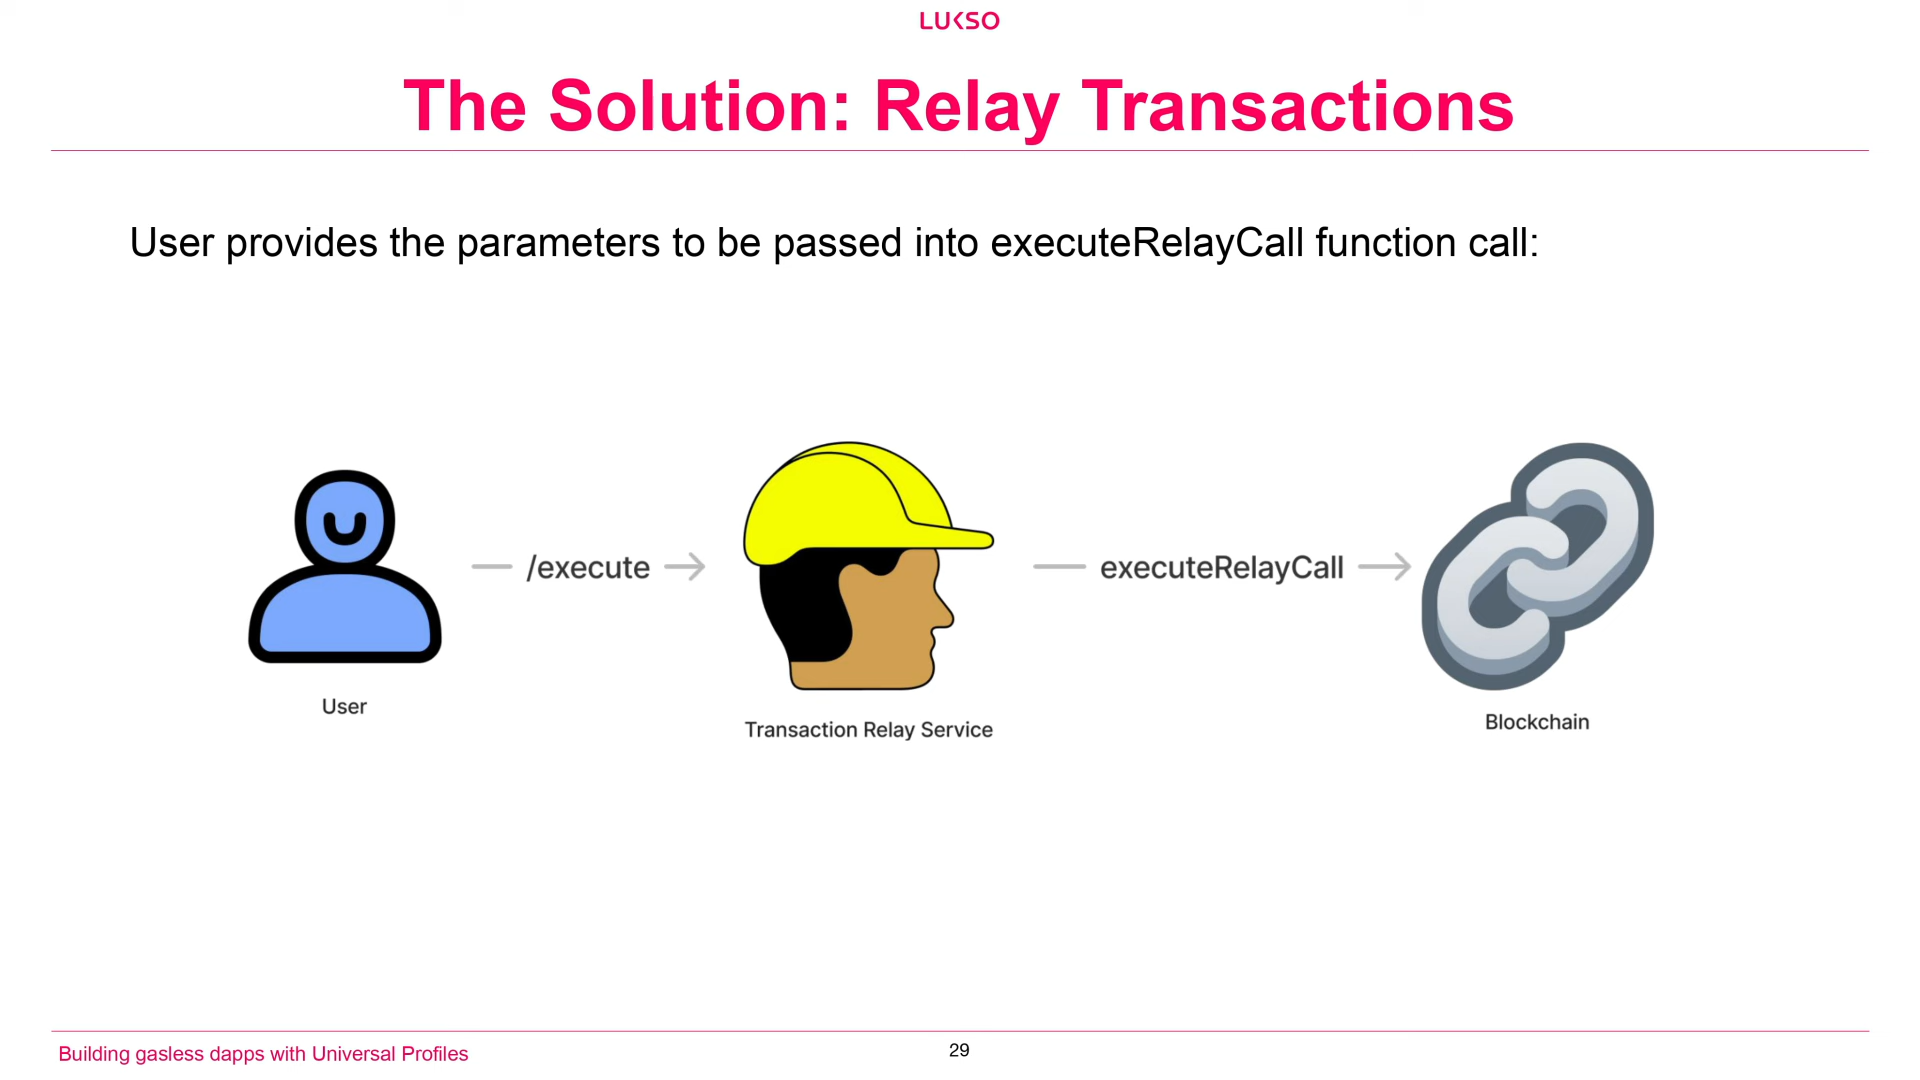 LUKSO
The Solution: Relay Transactions
User provides the parameters to be passed into executeRelayCall function call:
/execute
executeRelayCall
User
Transaction Relay Service
Blockchain
Building gasless dapps with Universal Profiles
29